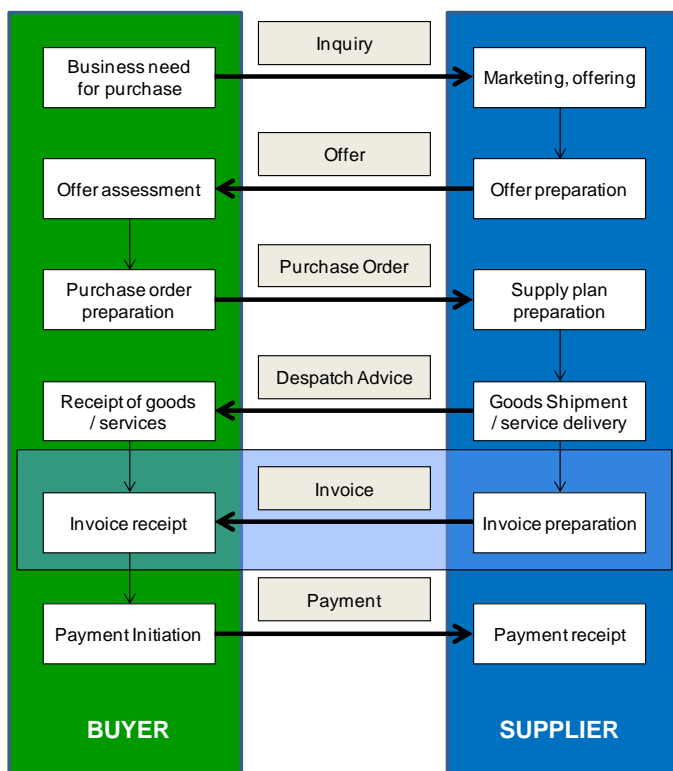 Inquiry
Business need
for purchase
Marketing, offering
Offer
Offer assessment
Offer preparation
Purchase Order
Purchase order
preparation
Supply plan
preparation
Despatch Advice
Receipt of goods
/ services
Goods Shipment
/ service delivery
Invoice
Invoice receipt
Invoice preparation
Payment
Payment Initiation
Payment receipt
BUYER
SUPPLIER